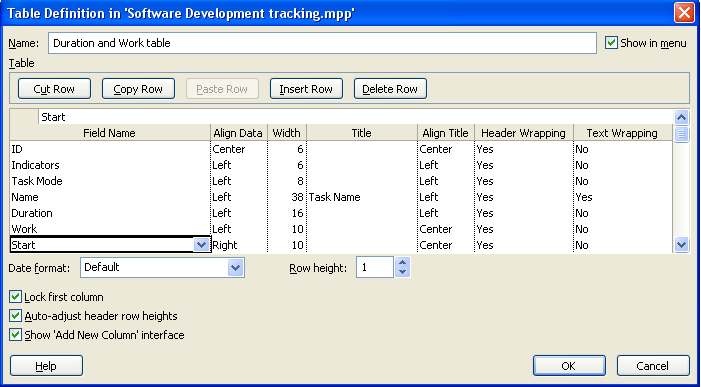 Table Definition in 'Software Development tracking.mpp'
Name: Duration and Work table Show in menu
Table
Cut Row Copy Row Paste Row Insert Row Delete Row
Start
Field Name Align Data Width Title Align Title Header Wrapping Text Wrapping
ID Center 6 Center Yes No
Indicators Left 6 Left Yes No
Task Mode Left 8 Left Yes No
Name Left 38 Task Name Left Yes Yes
Duration Left 16 Left Yes No
Work Left 10 Center Yes No
Start Right 10 Center Yes No
Date format: Default Row height: 1
Lock first column
Auto-adjust header row heights
Show 'Add New Column' interface
Help OK Cancel